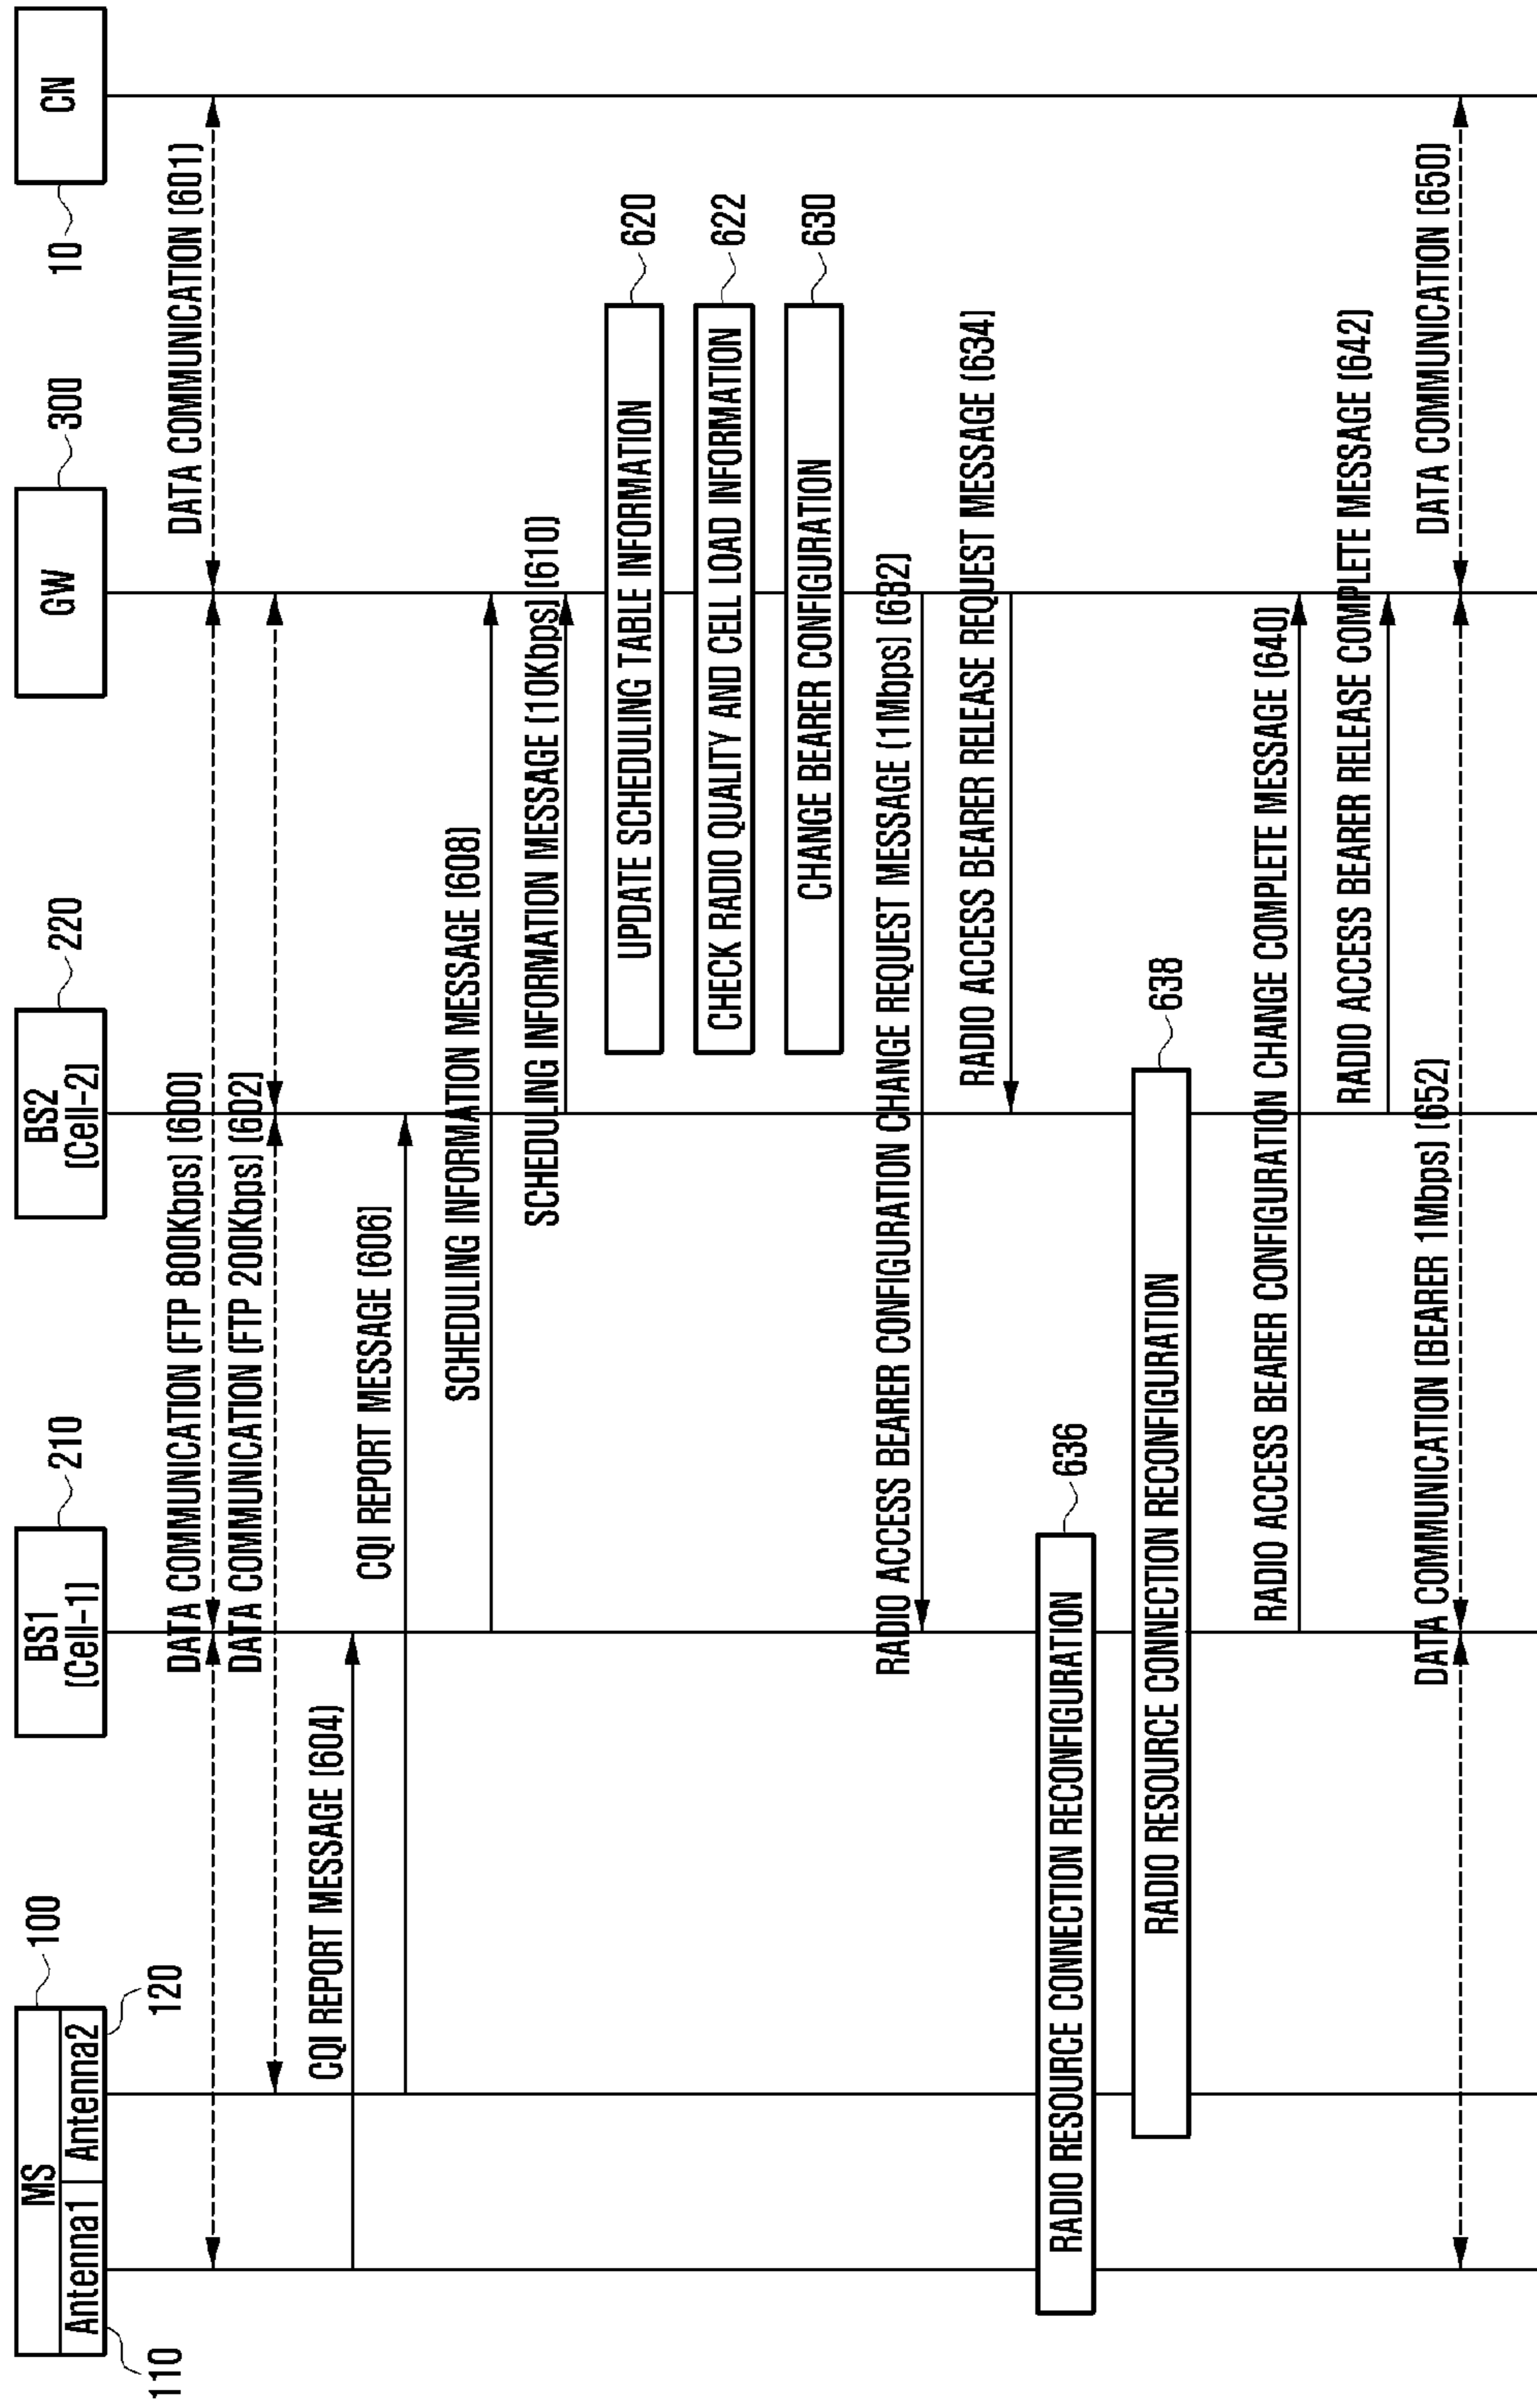 MS
100
Antenna1
Antenna2
110
120
BS1
(Cell-1)
210
BS2
(Cell-2)
220
GW
300
CN
10
DATA COMMUNICATION (FTP 800Kbps) (600)
DATA COMMUNICATION (601)
DATA COMMUNICATION (FTP 200Kbps) (602)
CQI REPORT MESSAGE (604)
CQI REPORT MESSAGE (606)
SCHEDULING INFORMATION MESSAGE (608)
SCHEDULING INFORMATION MESSAGE (10Kbps) (610)
UPDATE SCHEDULING TABLE INFORMATION
620
CHECK RADIO QUALITY AND CELL LOAD INFORMATION
622
CHANGE BEARER CONFIGURATION
630
RADIO ACCESS BEARER CONFIGURATION CHANGE REQUEST MESSAGE (1Mbps) (632)
RADIO ACCESS BEARER RELEASE REQUEST MESSAGE (634)
RADIO RESOURCE CONNECTION RECONFIGURATION
636
RADIO RESOURCE CONNECTION RECONFIGURATION
638
RADIO ACCESS BEARER CONFIGURATION CHANGE COMPLETE MESSAGE (640)
RADIO ACCESS BEARER RELEASE COMPLETE MESSAGE (642)
DATA COMMUNICATION (BEARER 1Mbps) (652)
DATA COMMUNICATION (650)